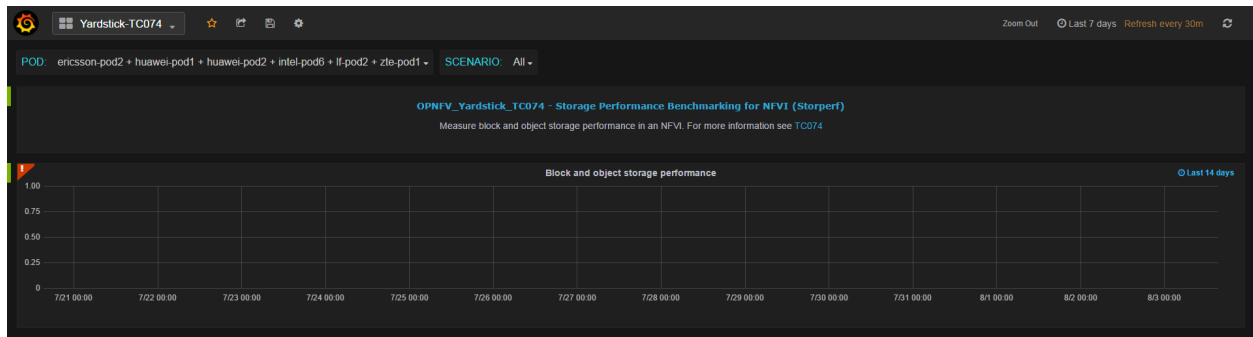 Yardstick-TC074 Zoom Out Last 7 days Refresh every 30m
POD: ericsson-pod2 + huawei-pod1 + huawei-pod2 + intel-pod6 + lf-pod2 + zte-pod1 SCENARIO: All
OPNFV_Yardstick_TC074 - Storage Performance Benchmarking for NFVI (Storperf)
Measure block and object storage performance in an NFVI. For more information see TC074
! Block and object storage performance Last 14 days
1.00
0.75
0.50
0.25
0
7/21 00:00 7/22 00:00 7/23 00:00 7/24 00:00 7/25 00:00 7/26 00:00 7/27 00:00 7/28 00:00 7/29 00:00 7/30 00:00 7/31 00:00 8/1 00:00 8/2 00:00 8/3 00:00